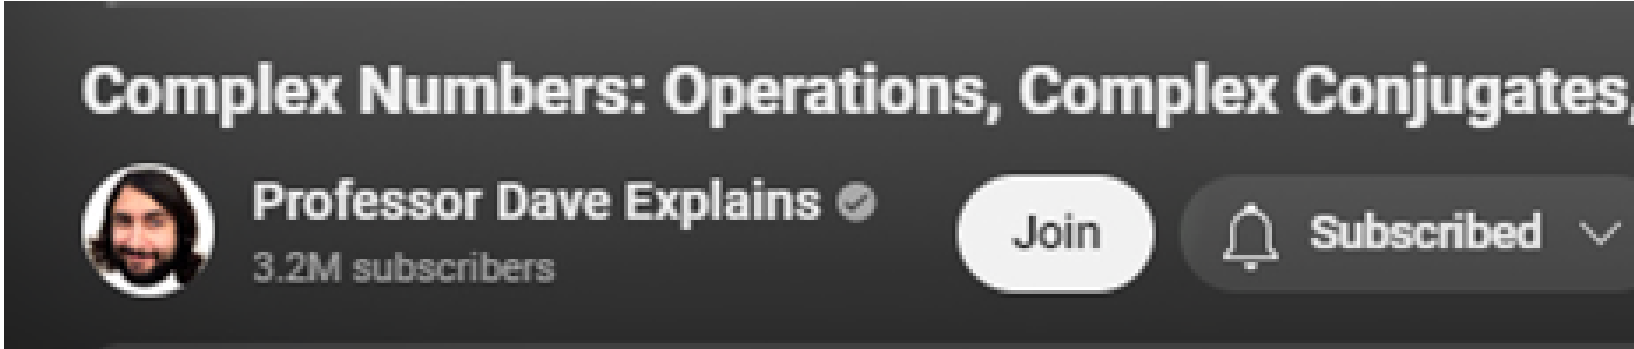 Complex Numbers: Operations, Complex Conjugates,
Professor Dave Explains
3.2M subscribers
Join
Subscribed